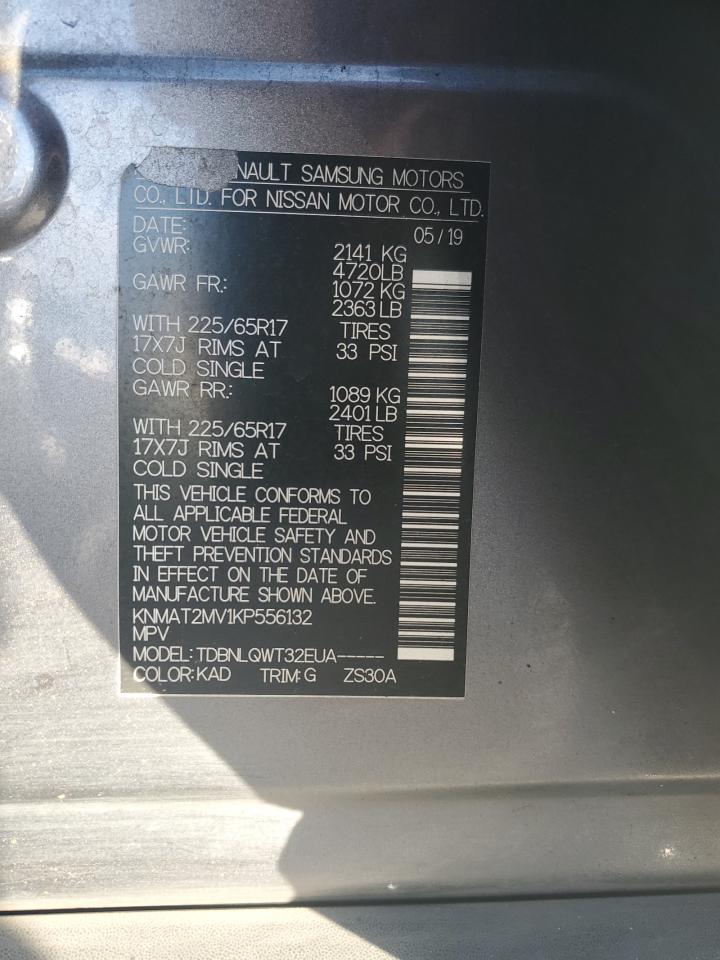 NAULT SAMSUNG MOTORS
CO., LTD. FOR NISSAN MOTOR CO., LTD.
DATE: 05/19
GVWR: 2141 KG
4720LB
GAWR FR.: 1072 KG
2363LB
WITH 225/65R17 TIRES
17X7J RIMS AT 33 PSI
COLD SINGLE
GAWR RR.: 1089 KG
2401LB
WITH 225/65R17 TIRES
17X7J RIMS AT 33 PSI
COLD SINGLE
THIS VEHICLE CONFORMS TO
ALL APPLICABLE FEDERAL
MOTOR VEHICLE SAFETY AND
THEFT PREVENTION STANDARDS
IN EFFECT ON THE DATE OF
MANUFACTURE SHOWN ABOVE.
KNMAT2MV1KP556132
MPV
MODEL: TDBNLQWT32EUA-----
COLOR: KAD TRIM: G ZS30A